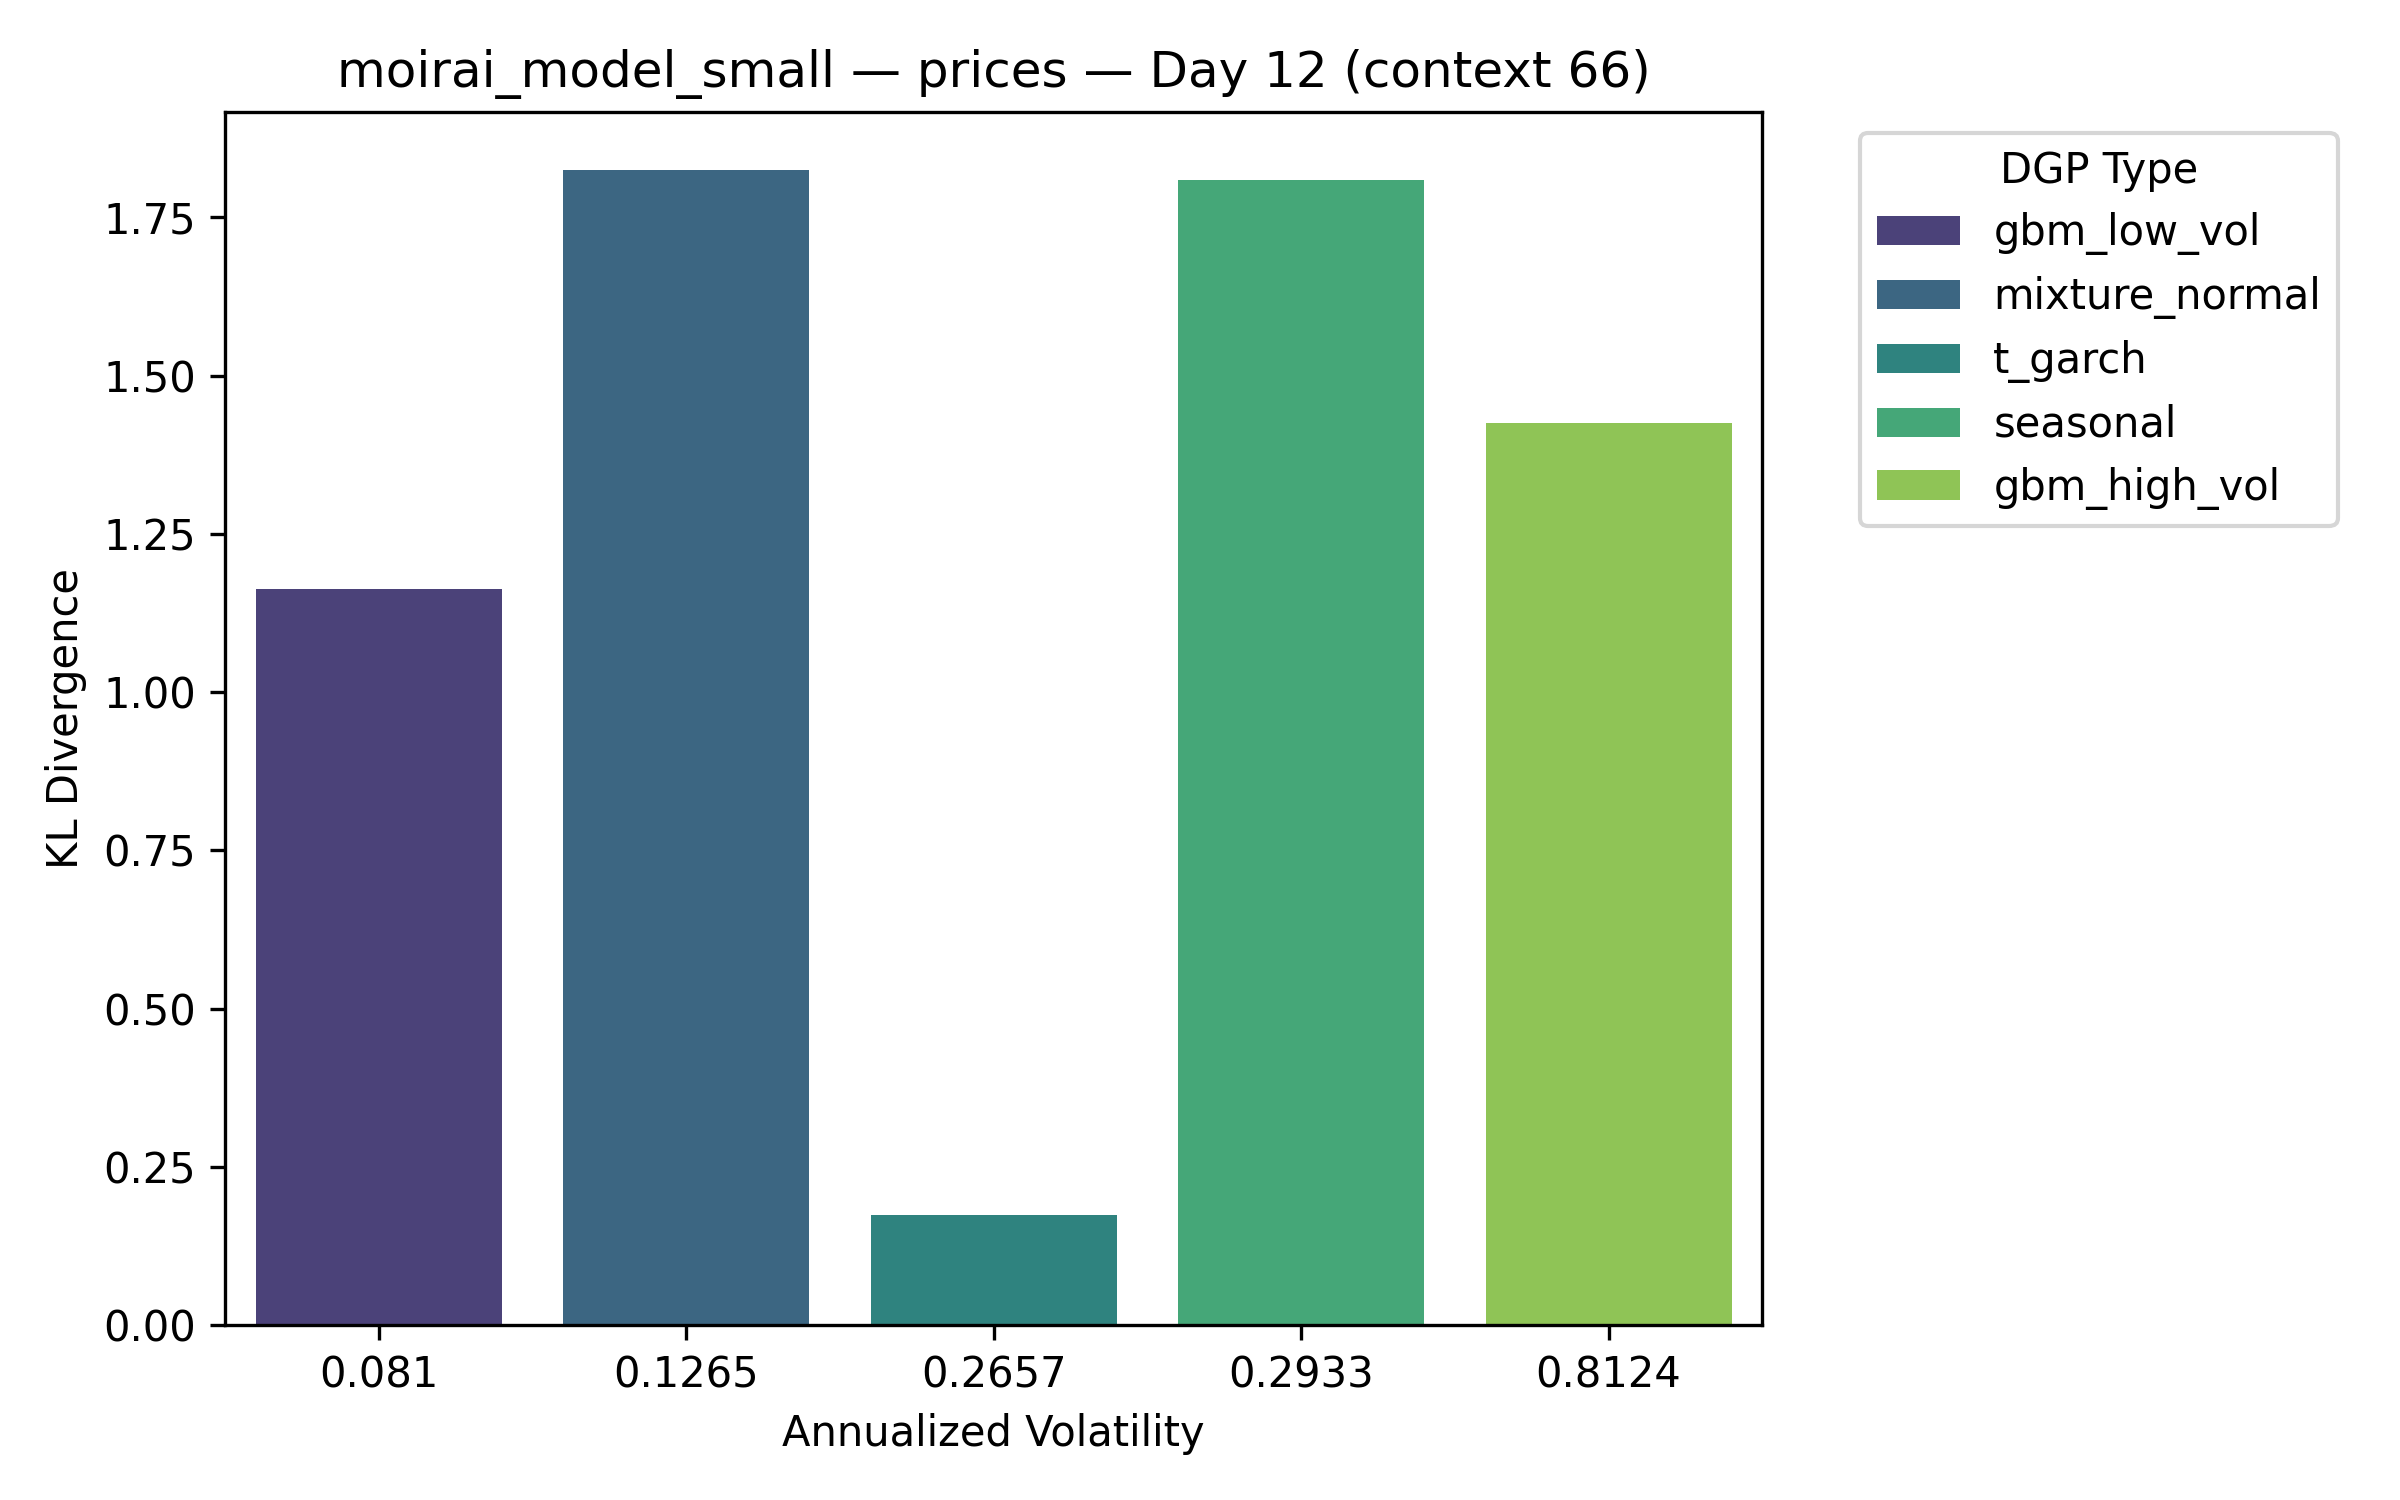 moirai_model_small — prices — Day 12 (context 66)
KL Divergence
1.75
1.50
1.25
1.00
0.75
0.50
0.25
0.00
0.081 0.1265 0.2657 0.2933 0.8124
Annualized Volatility
DGP Type
gbm_low_vol
mixture_normal
t_garch
seasonal
gbm_high_vol